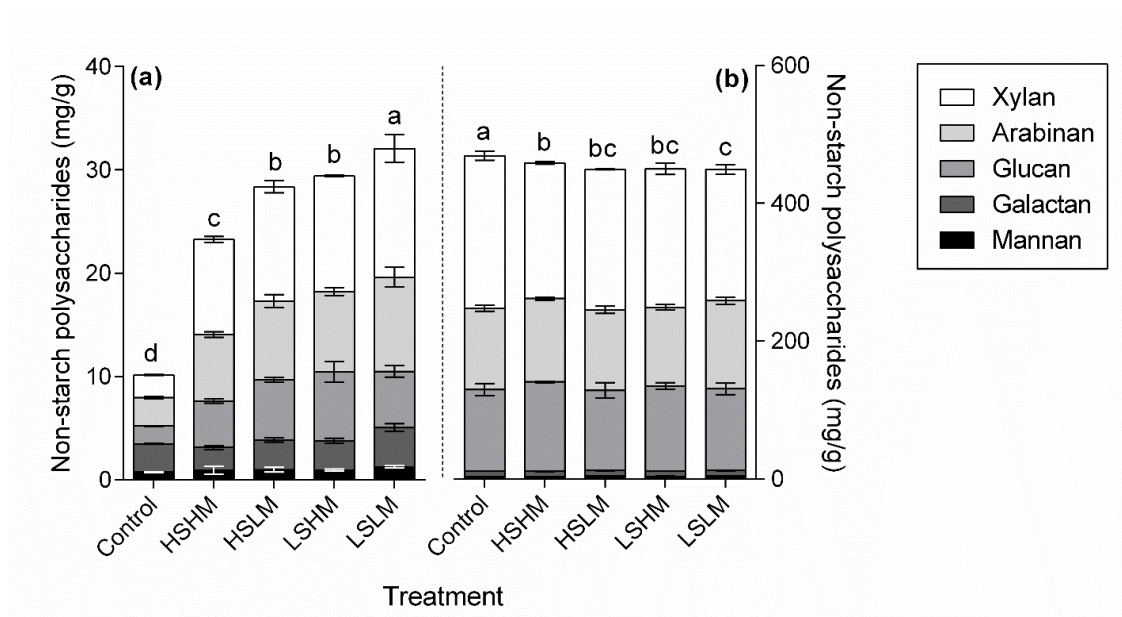 (a)
Non-starch polysaccharides (mg/g)
40
30
20
10
0
d
c
b
b
a
Control
HSHM
HSLM
LSHM
LSLM
(b)
a
b
bc
bc
c
Control
HSHM
HSLM
LSHM
LSLM
600
400
200
0
Non-starch polysaccharides (mg/g)
Treatment
Xylan
Arabinan
Glucan
Galactan
Mannan